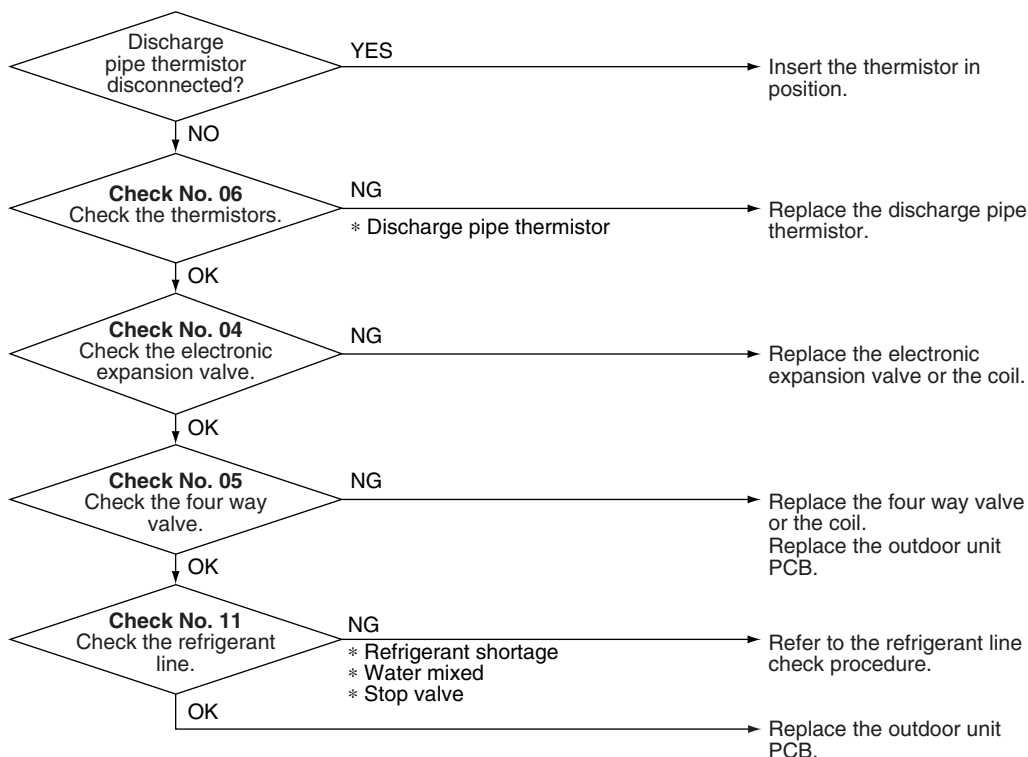 Discharge
pipe thermistor
disconnected?
YES
Insert the thermistor in
position.
NO
Check No. 06
Check the thermistors.
NG
* Discharge pipe thermistor
Replace the discharge pipe
thermistor.
OK
Check No. 04
Check the electronic
expansion valve.
NG
Replace the electronic
expansion valve or the coil.
OK
Check No. 05
Check the four way
valve.
NG
Replace the four way valve
or the coil.
Replace the outdoor unit
PCB.
OK
Check No. 11
Check the refrigerant
line.
NG
* Refrigerant shortage
* Water mixed
* Stop valve
Refer to the refrigerant line
check procedure.
OK
Replace the outdoor unit
PCB.